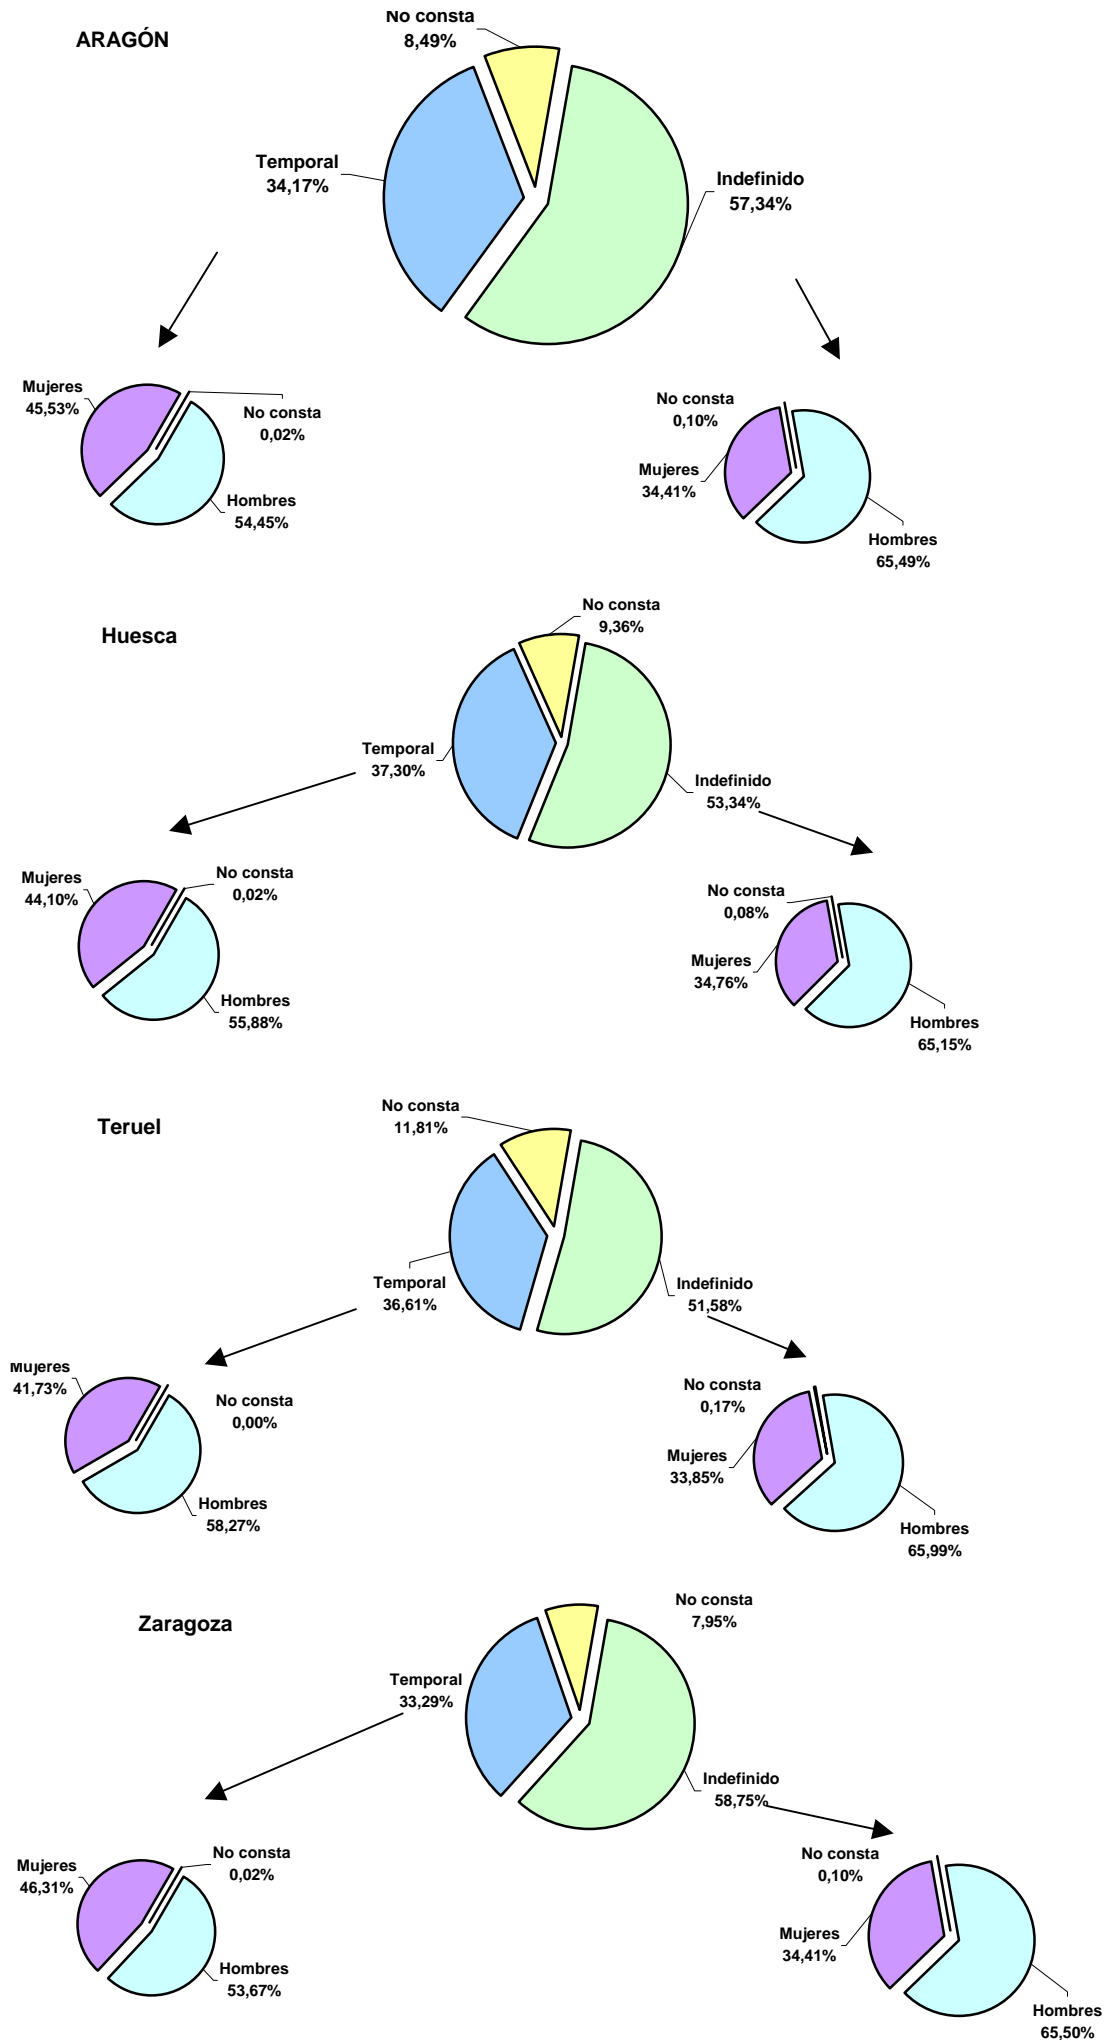 No consta
8,49%
ARAGÓN
Temporal
34,17%
Indefinido
57,34%
Mujeres
45,53%
No consta
0,02%
Hombres
54,45%
No consta
0,10%
Mujeres
34,41%
Hombres
65,49%
Huesca
No consta
9,36%
Temporal
37,30%
Indefinido
53,34%
Mujeres
44,10%
No consta
0,02%
Hombres
55,88%
No consta
0,08%
Mujeres
34,76%
Hombres
65,15%
Teruel
No consta
11,81%
Temporal
36,61%
Indefinido
51,58%
Mujeres
41,73%
No consta
0,00%
Hombres
58,27%
No consta
0,17%
Mujeres
33,85%
Hombres
65,99%
Zaragoza
No consta
7,95%
Temporal
33,29%
Indefinido
58,75%
Mujeres
46,31%
No consta
0,02%
Hombres
53,67%
No consta
0,10%
Mujeres
34,41%
Hombres
65,50%